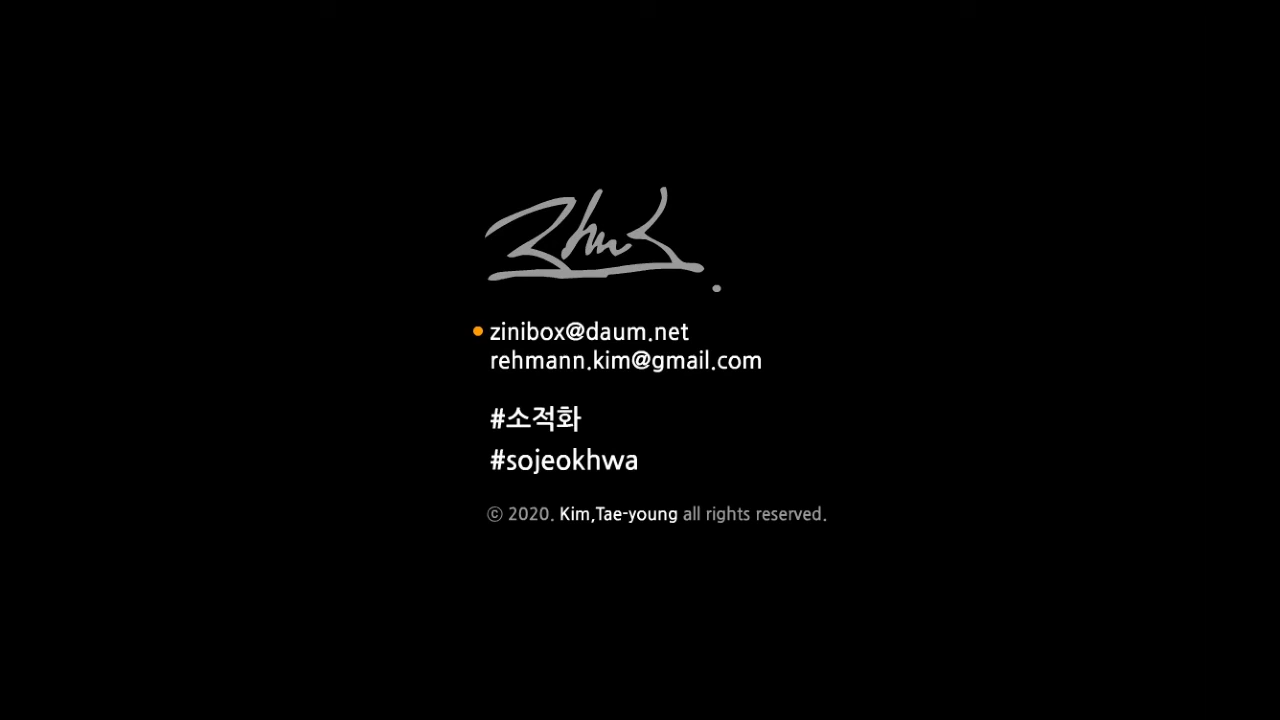 zinibox@daum.net
rehmann.kim@gmail.com
#소적화
#sojeokhwa
ⓒ 2020. Kim,Tae-young all rights reserved.